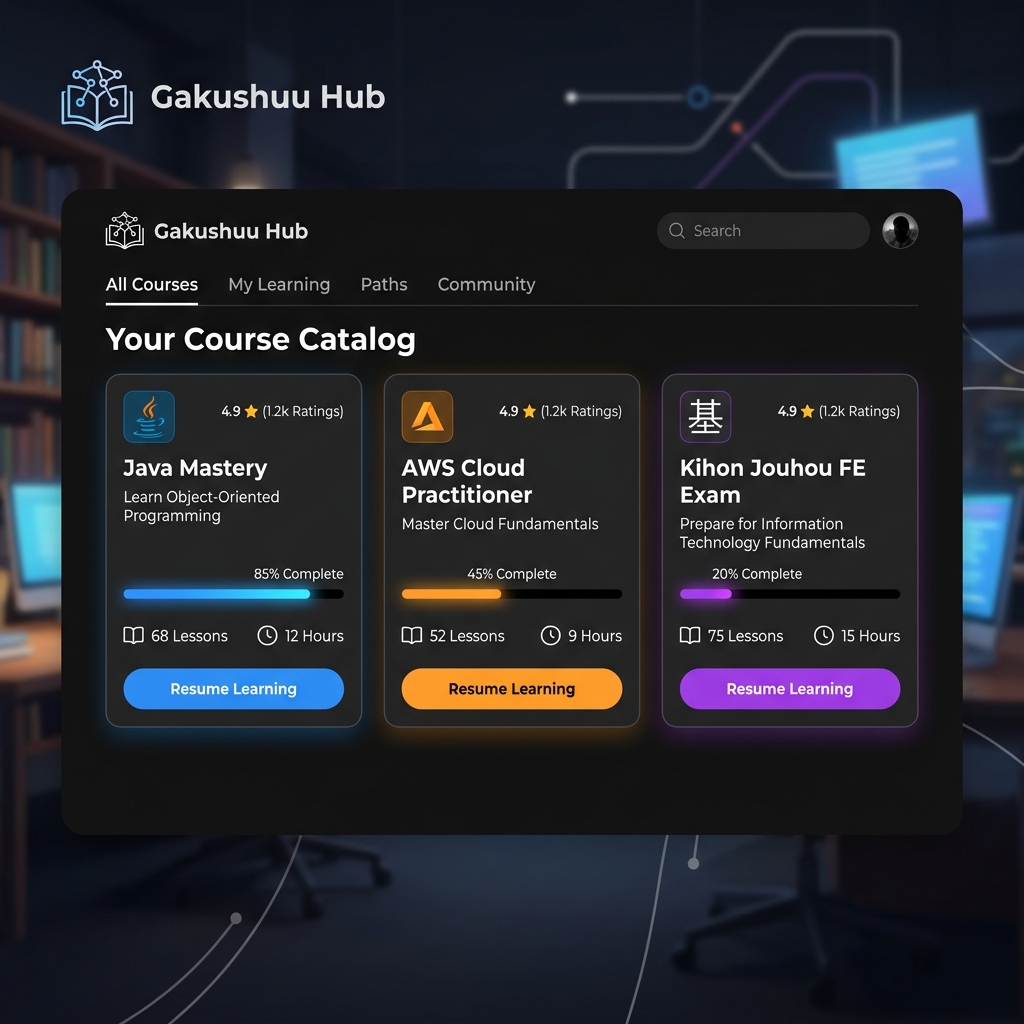 Gakushuu Hub
Gakushuu Hub
Search
All Courses
My Learning
Paths
Community
Your Course Catalog
4.9 ⭐ (1.2k Ratings)
Java Mastery
Learn Object-Oriented
Programming
85% Complete
68 Lessons
12 Hours
Resume Learning
4.9 ⭐ (1.2k Ratings)
AWS Cloud
Practitioner
Master Cloud Fundamentals
45% Complete
52 Lessons
9 Hours
Resume Learning
基
4.9 ⭐ (1.2k Ratings)
Kihon Jouhou FE
Exam
Prepare for Information
Technology Fundamentals
20% Complete
75 Lessons
15 Hours
Resume Learning